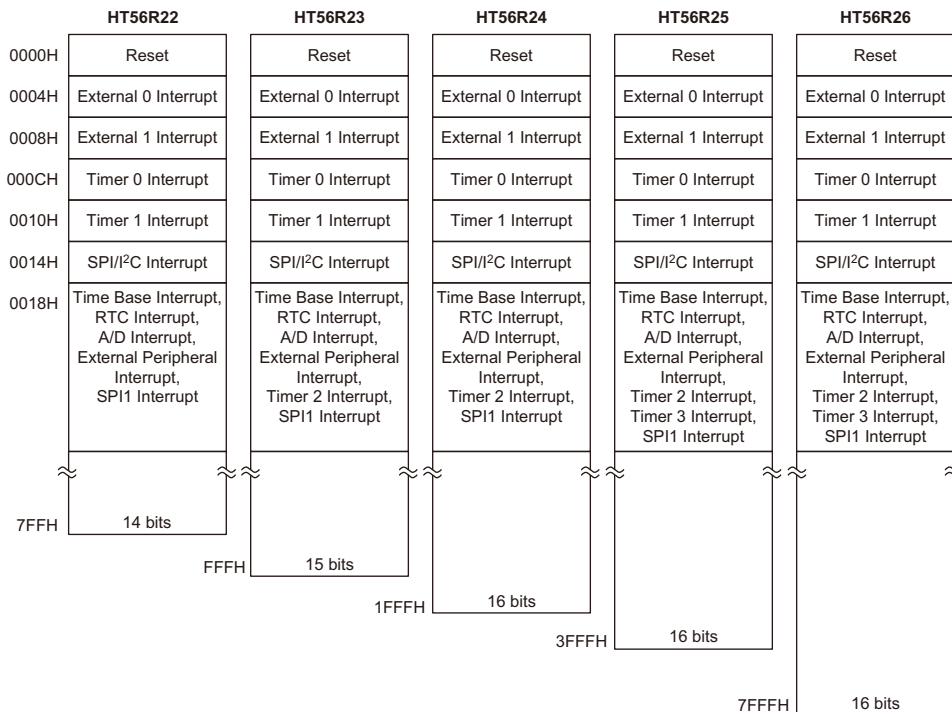 HT56R22 HT56R23 HT56R24 HT56R25 HT56R26
0000H Reset Reset Reset Reset Reset
0004H External 0 Interrupt External 0 Interrupt External 0 Interrupt External 0 Interrupt External 0 Interrupt
0008H External 1 Interrupt External 1 Interrupt External 1 Interrupt External 1 Interrupt External 1 Interrupt
000CH Timer 0 Interrupt Timer 0 Interrupt Timer 0 Interrupt Timer 0 Interrupt Timer 0 Interrupt
0010H Timer 1 Interrupt Timer 1 Interrupt Timer 1 Interrupt Timer 1 Interrupt Timer 1 Interrupt
0014H SPI/I²C Interrupt SPI/I²C Interrupt SPI/I²C Interrupt SPI/I²C Interrupt SPI/I²C Interrupt
0018H Time Base Interrupt, Time Base Interrupt, Time Base Interrupt, Time Base Interrupt, Time Base Interrupt,
RTC Interrupt, RTC Interrupt, RTC Interrupt, RTC Interrupt, RTC Interrupt,
A/D Interrupt, A/D Interrupt, A/D Interrupt, A/D Interrupt, A/D Interrupt,
External Peripheral External Peripheral External Peripheral External Peripheral External Peripheral
Interrupt, Interrupt, Interrupt, Interrupt, Interrupt,
SPI1 Interrupt Timer 2 Interrupt, Timer 2 Interrupt, Timer 2 Interrupt, Timer 2 Interrupt,
SPI1 Interrupt SPI1 Interrupt Timer 3 Interrupt, Timer 3 Interrupt,
SPI1 Interrupt SPI1 Interrupt
7FFH 14 bits
FFFH 15 bits
1FFFH 16 bits
3FFFH 16 bits
7FFFH 16 bits